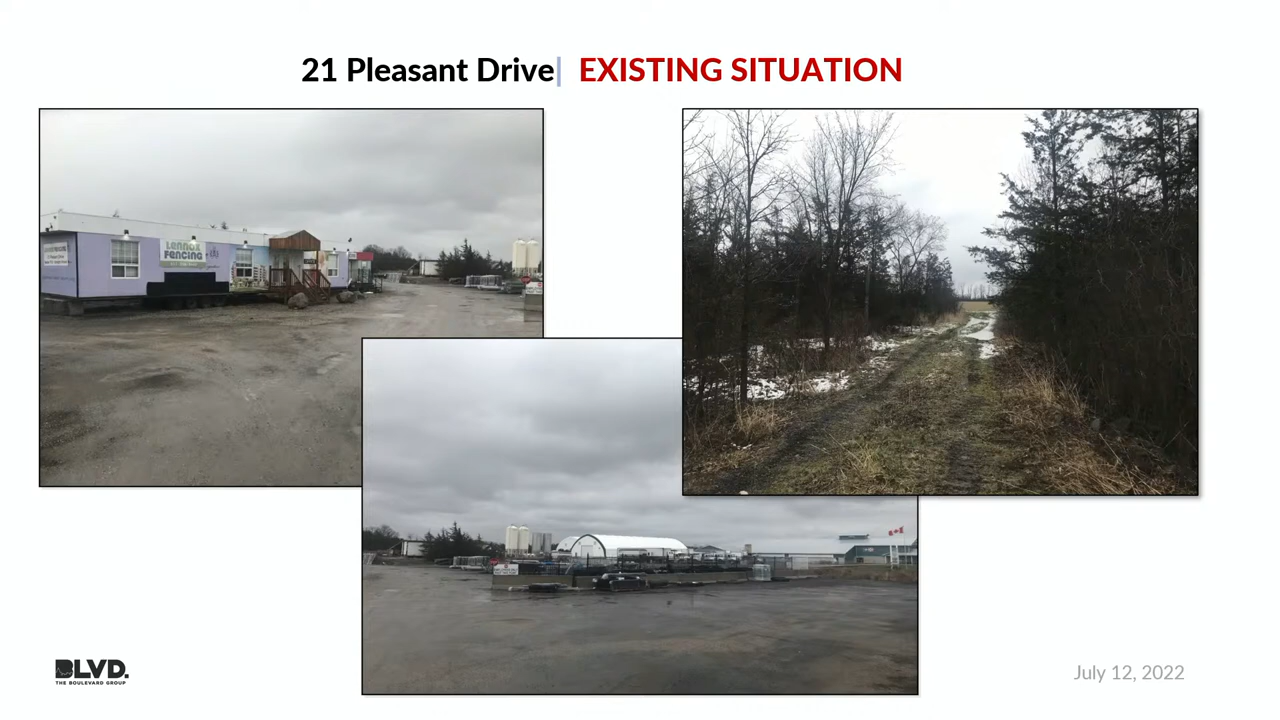 21 Pleasant Drive| EXISTING SITUATION
LENNOX
FENCING
BLVD.
THE BOULEVARD GROUP
July 12, 2022